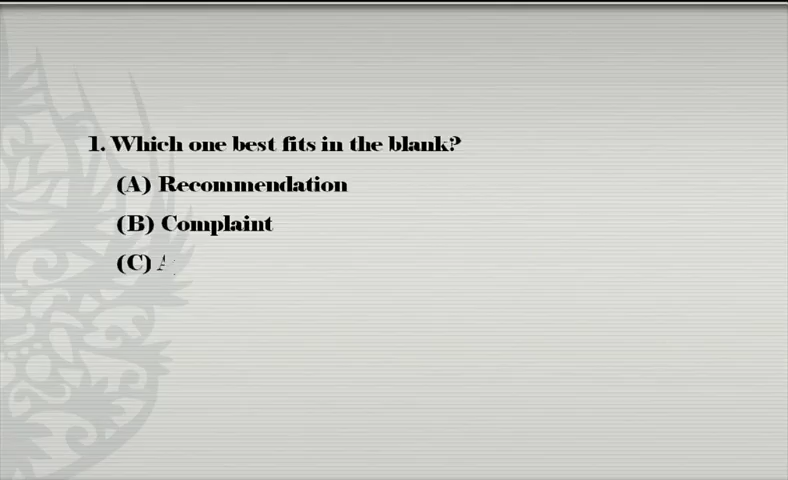 1. Which one best fits in the blank?
(A) Recommendation
(B) Complaint
(C)